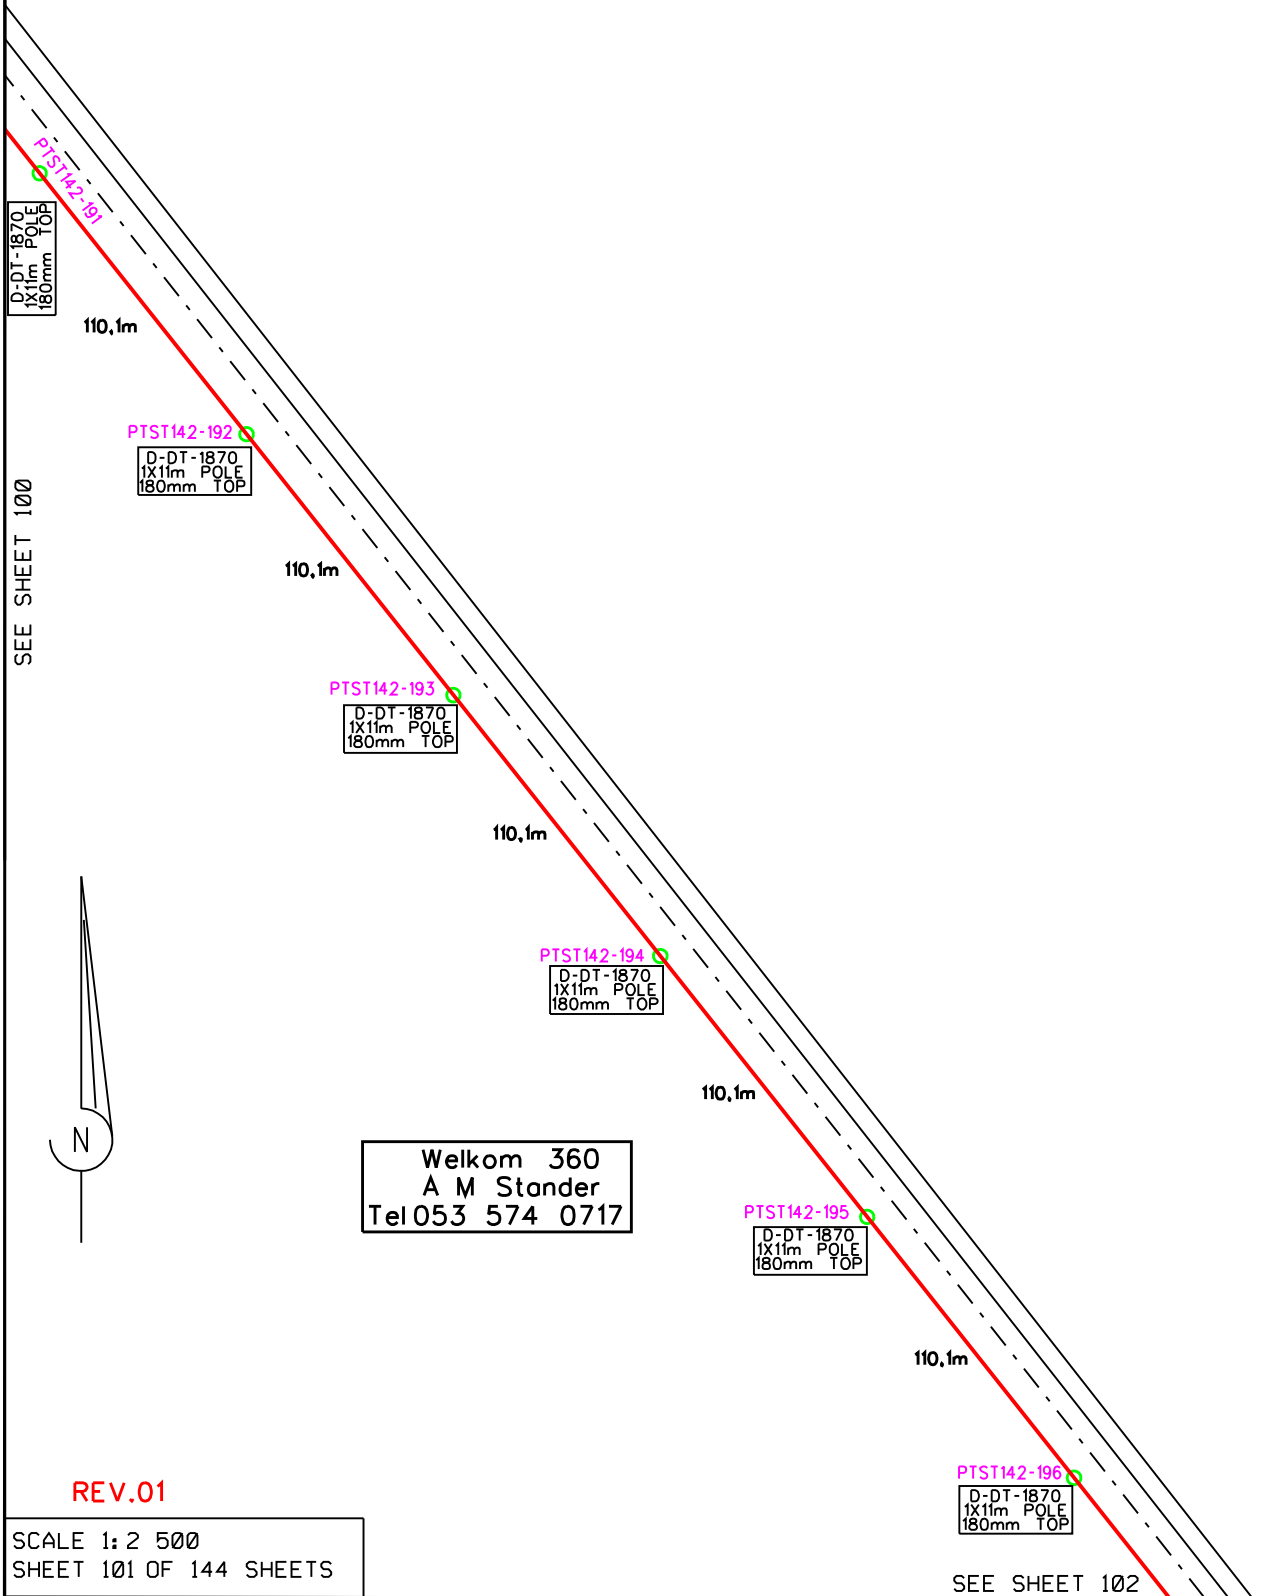 PTST142-191
D-DT-1870
1X11m POLE
180mm TOP
110,1m
PTST142-192
D-DT-1870
1X11m POLE
180mm TOP
SEE SHEET 100
110,1m
PTST142-193
D-DT-1870
1X11m POLE
180mm TOP
110,1m
PTST142-194
D-DT-1870
1X11m POLE
180mm TOP
110,1m
N
Welkom 360
A M Stander
Tel 053 574 0717
PTST142-195
D-DT-1870
1X11m POLE
180mm TOP
110,1m
PTST142-196
D-DT-1870
1X11m POLE
180mm TOP
REV.01
SCALE 1:2 500
SHEET 101 OF 144 SHEETS
SEE SHEET 102